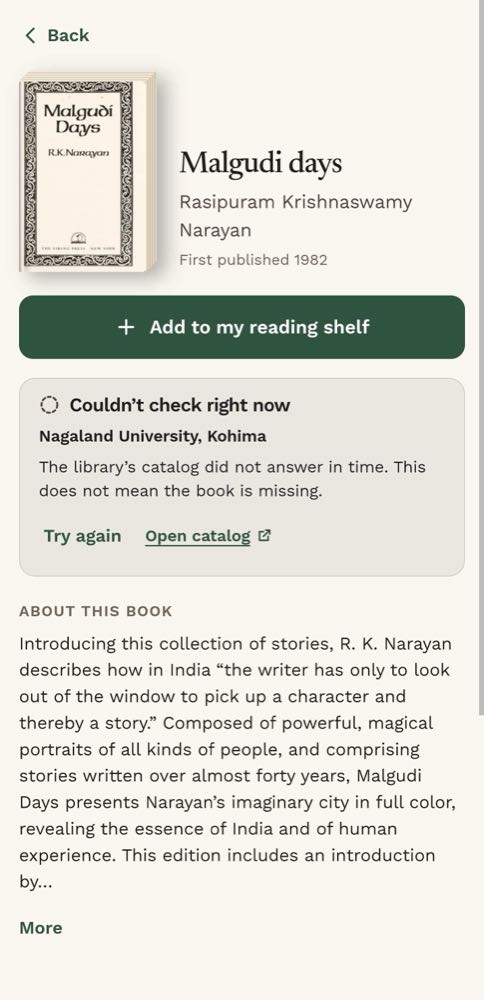 Back
Malgudi
Days
R.K.Narayan
THE VIKING PRESS NEW YORK
Malgudi days
Rasipuram Krishnaswamy
Narayan
First published 1982
+ Add to my reading shelf
Couldn’t check right now
Nagaland University, Kohima
The library’s catalog did not answer in time. This
does not mean the book is missing.
Try again Open catalog
ABOUT THIS BOOK
Introducing this collection of stories, R. K. Narayan
describes how in India “the writer has only to look
out of the window to pick up a character and
thereby a story.” Composed of powerful, magical
portraits of all kinds of people, and comprising
stories written over almost forty years, Malgudi
Days presents Narayan’s imaginary city in full color,
revealing the essence of India and of human
experience. This edition includes an introduction
by...
More